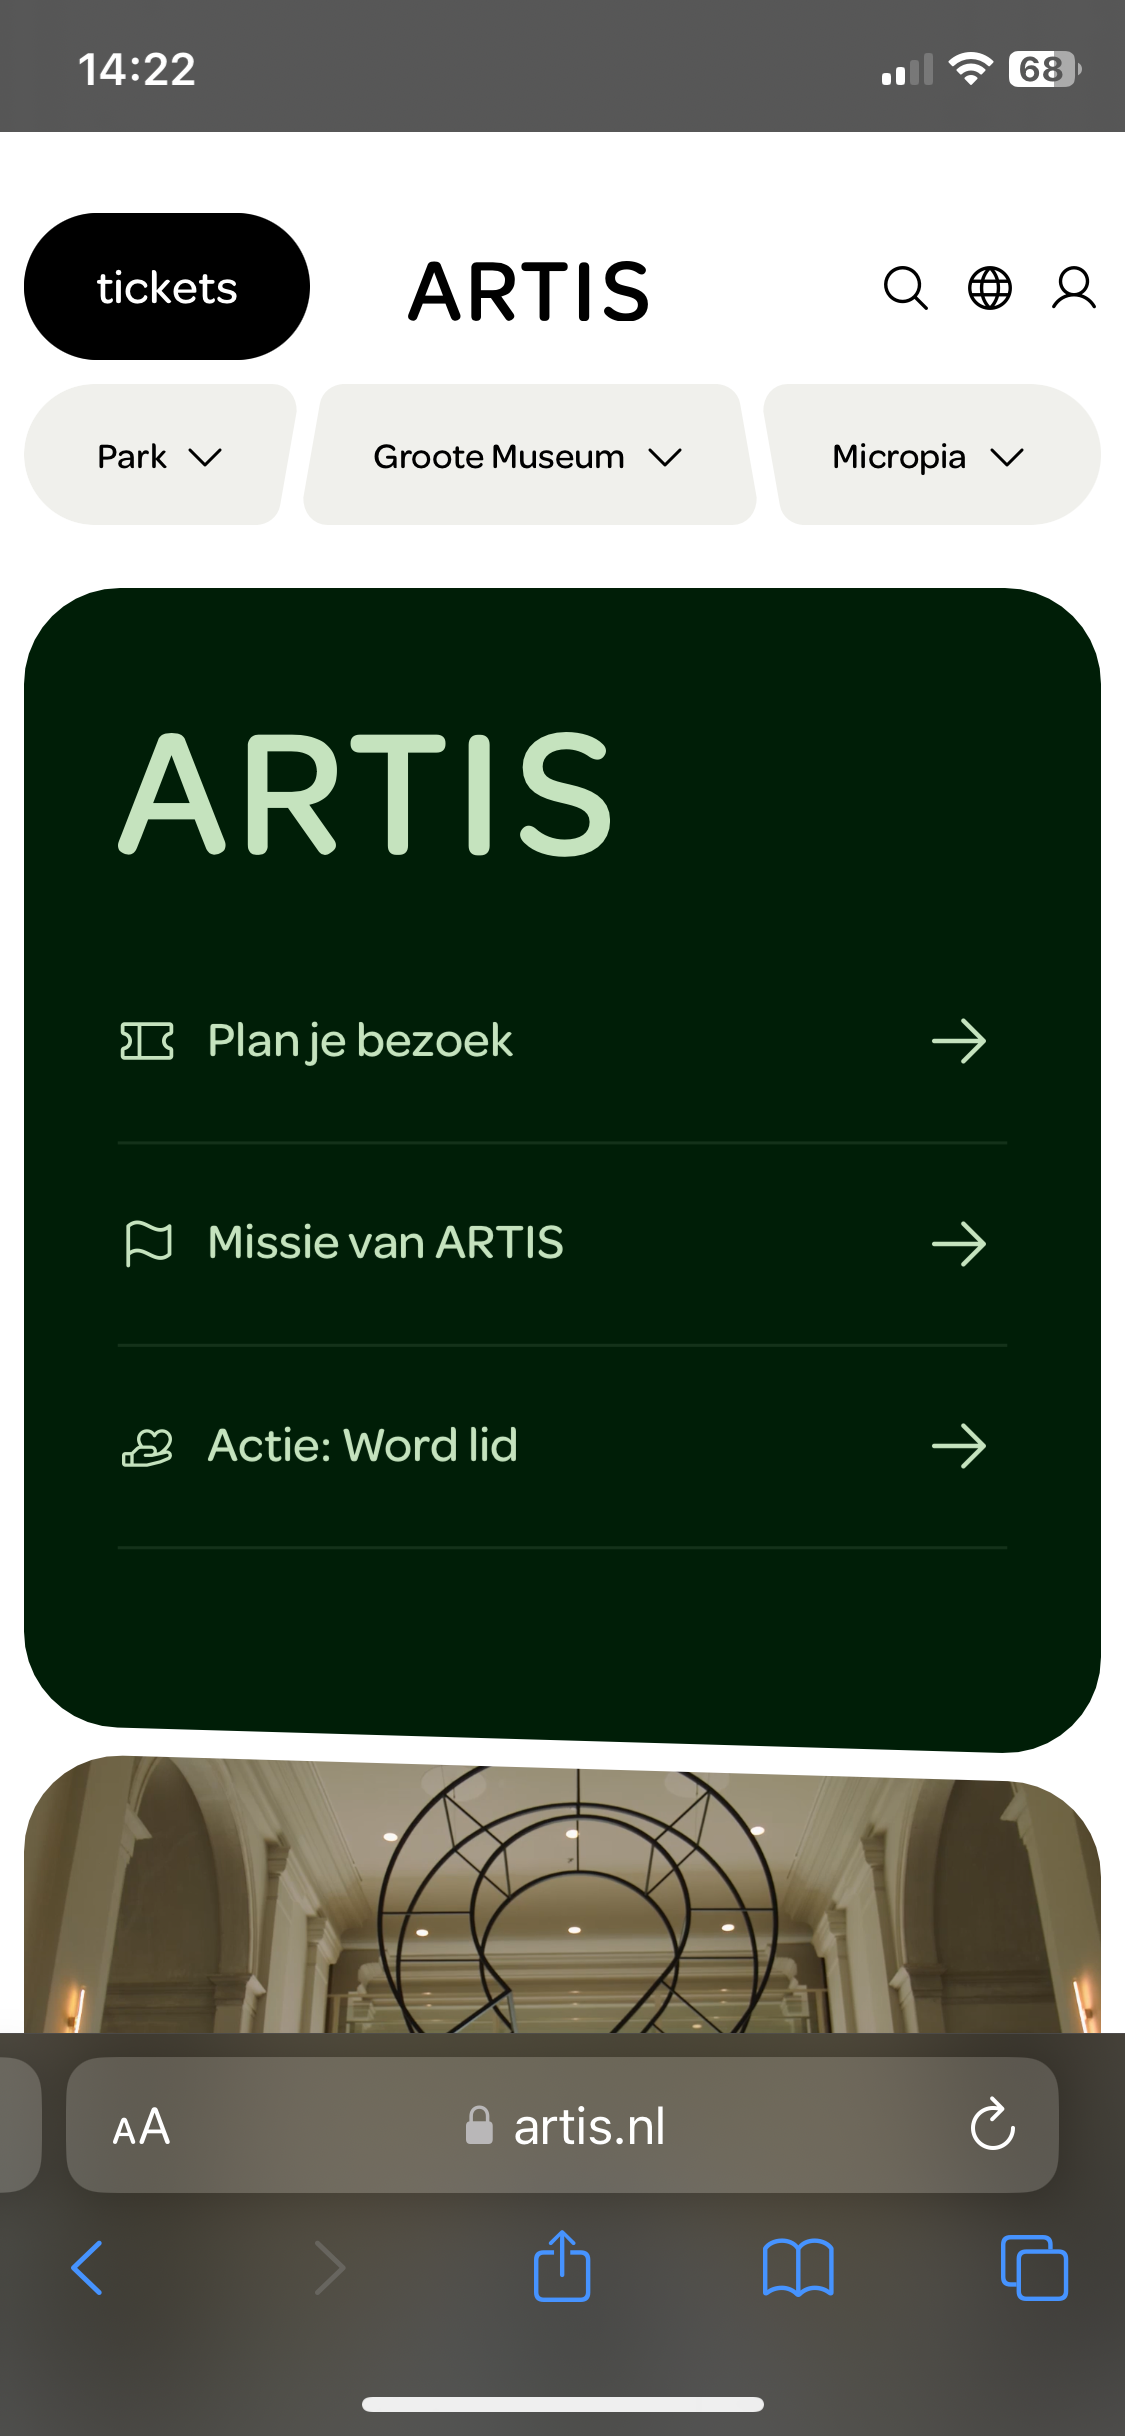 14:22
68
tickets
ARTIS
Park
Groote Museum
Micropia
ARTIS
Plan je bezoek
Missie van ARTIS
Actie: Word lid
AA
artis.nl